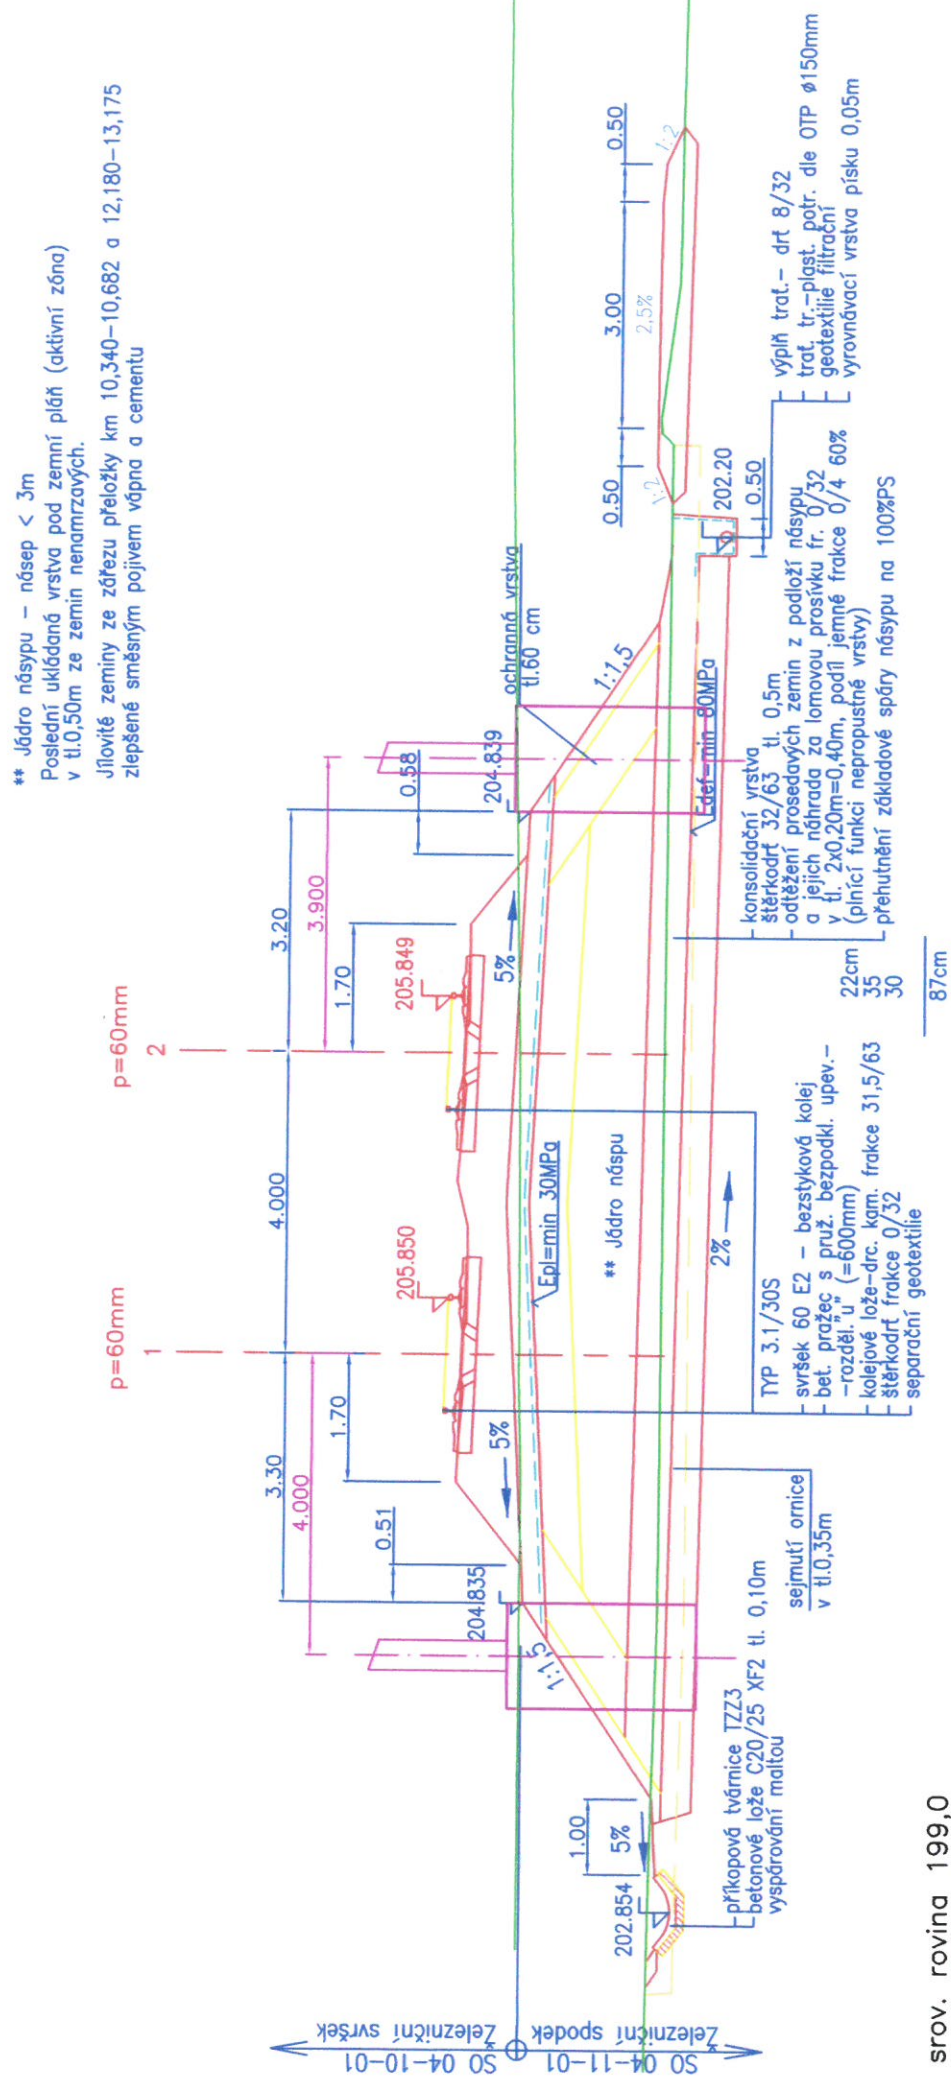 ** Jádro násypu – násep < 3m
Poslední ukládaná vrstva pod zemní pláň (aktivní zóna)
v tl.0,50m ze zemin nenamrzavých.
Jílovité zeminy ze zářezu přeložky km 10,340–10,682 a 12,180–13,175
zlepšené směsným pojivem vápna a cementu
p=60mm
1
p=60mm
2
3.30
4.000
3.20
4.000
3.900
1.70
1.70
0.51
0.58
205.850
205.849
204.835
204.839
5%
5%
ochranná vrstva
tl.60 cm
1:1,5
1:1,5
Epl=min 30MPa
** Jádro náspu
Edef=min 80MPa
2%
0.50
3.00
0.50
2,5%
1:2
1:2
202.20
0.50
1.00
5%
202.854
příkopová tvárnice TZZ3
betonové lože C20/25 XF2 tl. 0,10m
vyspárování maltou
sejmutí ornice
v tl.0,35m
TYP 3.1/30S
svršek 60 E2 – bezstyková kolej
bet. pražec s pruž. bezpodkl. upev.–
–rozděl."u" (=600mm)
22cm
kolejové lože–drc. kam. frakce 31,5/63
35
štěrkodrť frakce 0/32
30
separační geotextilie
87cm
konsolidační vrstva
štěrkodrť 32/63 tl. 0,5m
odtěžení prosedavých zemin z podloží násypu
a jejich náhrada za lomovou prosívku fr. 0/32
v tl. 2x0,20m=0,40m, podíl jemné frakce 0/4 60%
(plnící funkci nepropustné vrstvy)
přehutnění základové spáry násypu na 100%PS
výplň trat.– drť 8/32
trat. tr.–plast. potr. dle OTP ø150mm
geotextilie filtrační
vyrovnávací vrstva písku 0,05m
SO 04–10–01
Železniční svršek
SO 04–11–01
Železniční spodek
srov. rovina 199,0